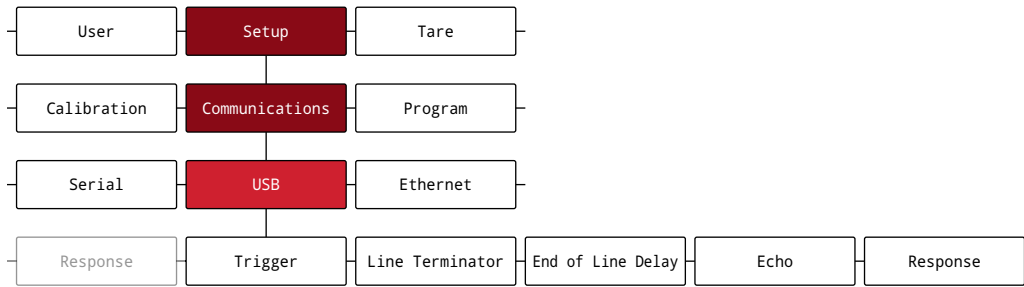 User Setup Tare
Calibration Communications Program
Serial USB Ethernet
Response Trigger Line Terminator End of Line Delay Echo Response